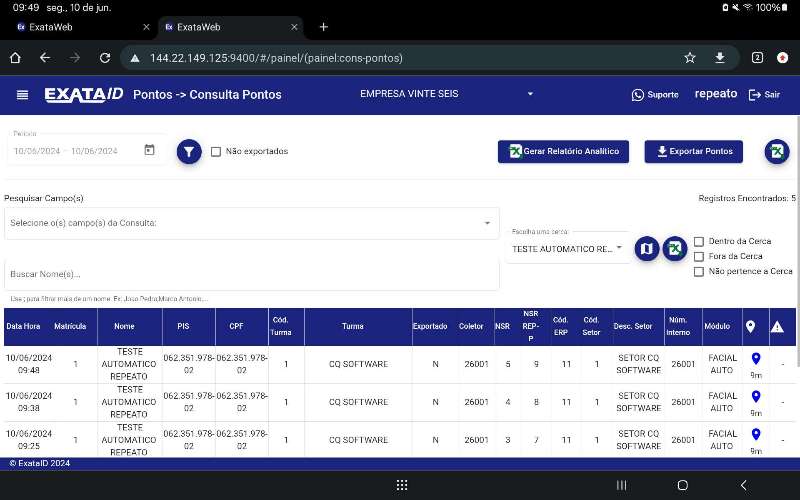 09:49 seg., 10 de jun.
100%
Ex ExataWeb
Ex ExataWeb
144.22.149.125:9400/#/painel/(painel:cons-pontos)
2
EXATAID Pontos -> Consulta Pontos
EMPRESA VINTE SEIS
Suporte
repeato
Sair
Período
10/06/2024 – 10/06/2024
Não exportados
Gerar Relatório Analítico
Exportar Pontos
Pesquisar Campo(s)
Registros Encontrados: 5
Selecione o(s) campo(s) da Consulta:
Escolha uma cerca:
TESTE AUTOMATICO RE...
Dentro da Cerca
Fora da Cerca
Não pertence a Cerca
Buscar Nome(s)...
Use ; para filtrar mais de um nome. Ex: Joao Pedro;Marco Antonio;...
Data Hora Matrícula Nome PIS CPF Cód. Turma Turma Exportado Coletor NSR NSR REP-P Cód. ERP Cód. Setor Desc. Setor Núm. Interno Módulo
10/06/2024 09:48 1 TESTE AUTOMATICO REPEATO 062.351.978-02 062.351.978-02 1 CQ SOFTWARE N 26001 5 9 11 1 SETOR CQ SOFTWARE 26001 FACIAL AUTO 9m -
10/06/2024 09:38 1 TESTE AUTOMATICO REPEATO 062.351.978-02 062.351.978-02 1 CQ SOFTWARE N 26001 4 8 11 1 SETOR CQ SOFTWARE 26001 FACIAL AUTO 9m -
10/06/2024 09:25 1 TESTE AUTOMATICO REPEATO 062.351.978-02 062.351.978-02 1 CQ SOFTWARE N 26001 3 7 11 1 SETOR CQ SOFTWARE 26001 FACIAL AUTO 9m -
© ExataID 2024